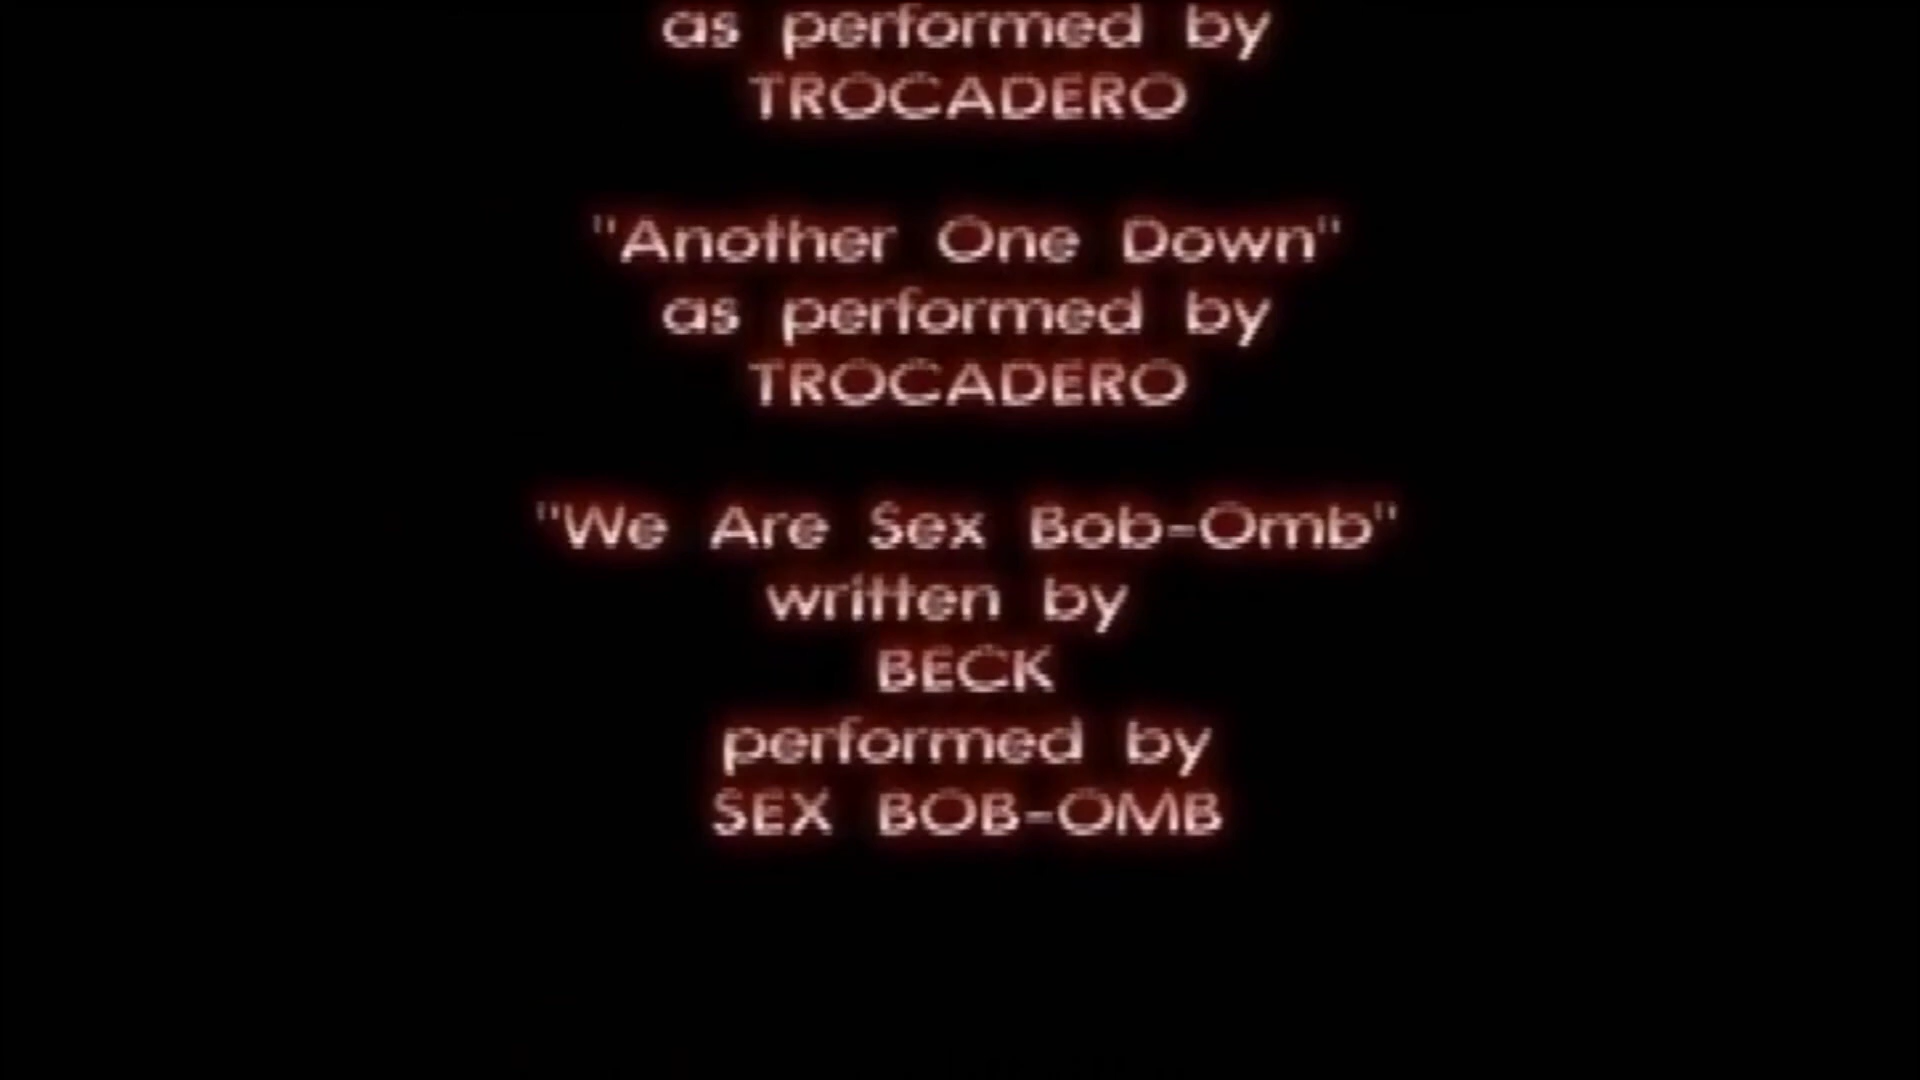 as performed by
TROCADERO
"Another One Down"
as performed by
TROCADERO
"We Are Sex Bob-Omb"
written by
BECK
performed by
SEX BOB-OMB